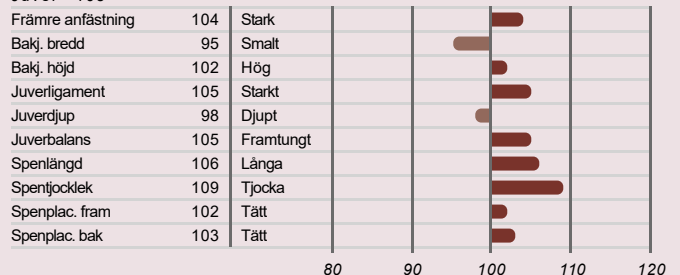 Främre anfästning 104 Stark
Bakj. bredd 95 Smalt
Bakj. höjd 102 Hög
Juverligament 105 Starkt
Juverdjup 98 Djupt
Juverbalans 105 Framtungt
Spenlängd 106 Långa
Spentjocklek 109 Tjocka
Spenplac. fram 102 Tätt
Spenplac. bak 103 Tätt
80 90 100 110 120